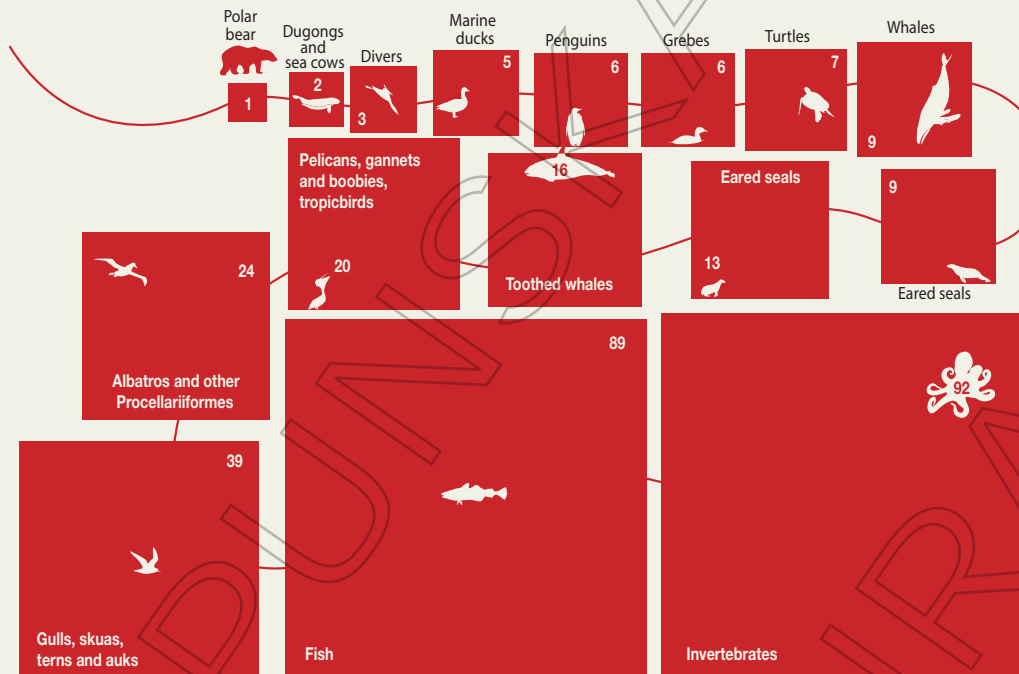 Polar
bear
1
Dugongs
and
sea cows
2
Divers
3
Marine
ducks
5
Penguins
6
Grebes
6
Turtles
7
Whales
9
Pelicans, gannets
and boobies,
tropicbirds
20
16
Toothed whales
Eared seals
13
9
Eared seals
24
Albatros and other
Procellariiformes
39
Gulls, skuas,
terns and auks
89
Fish
92
Invertebrates